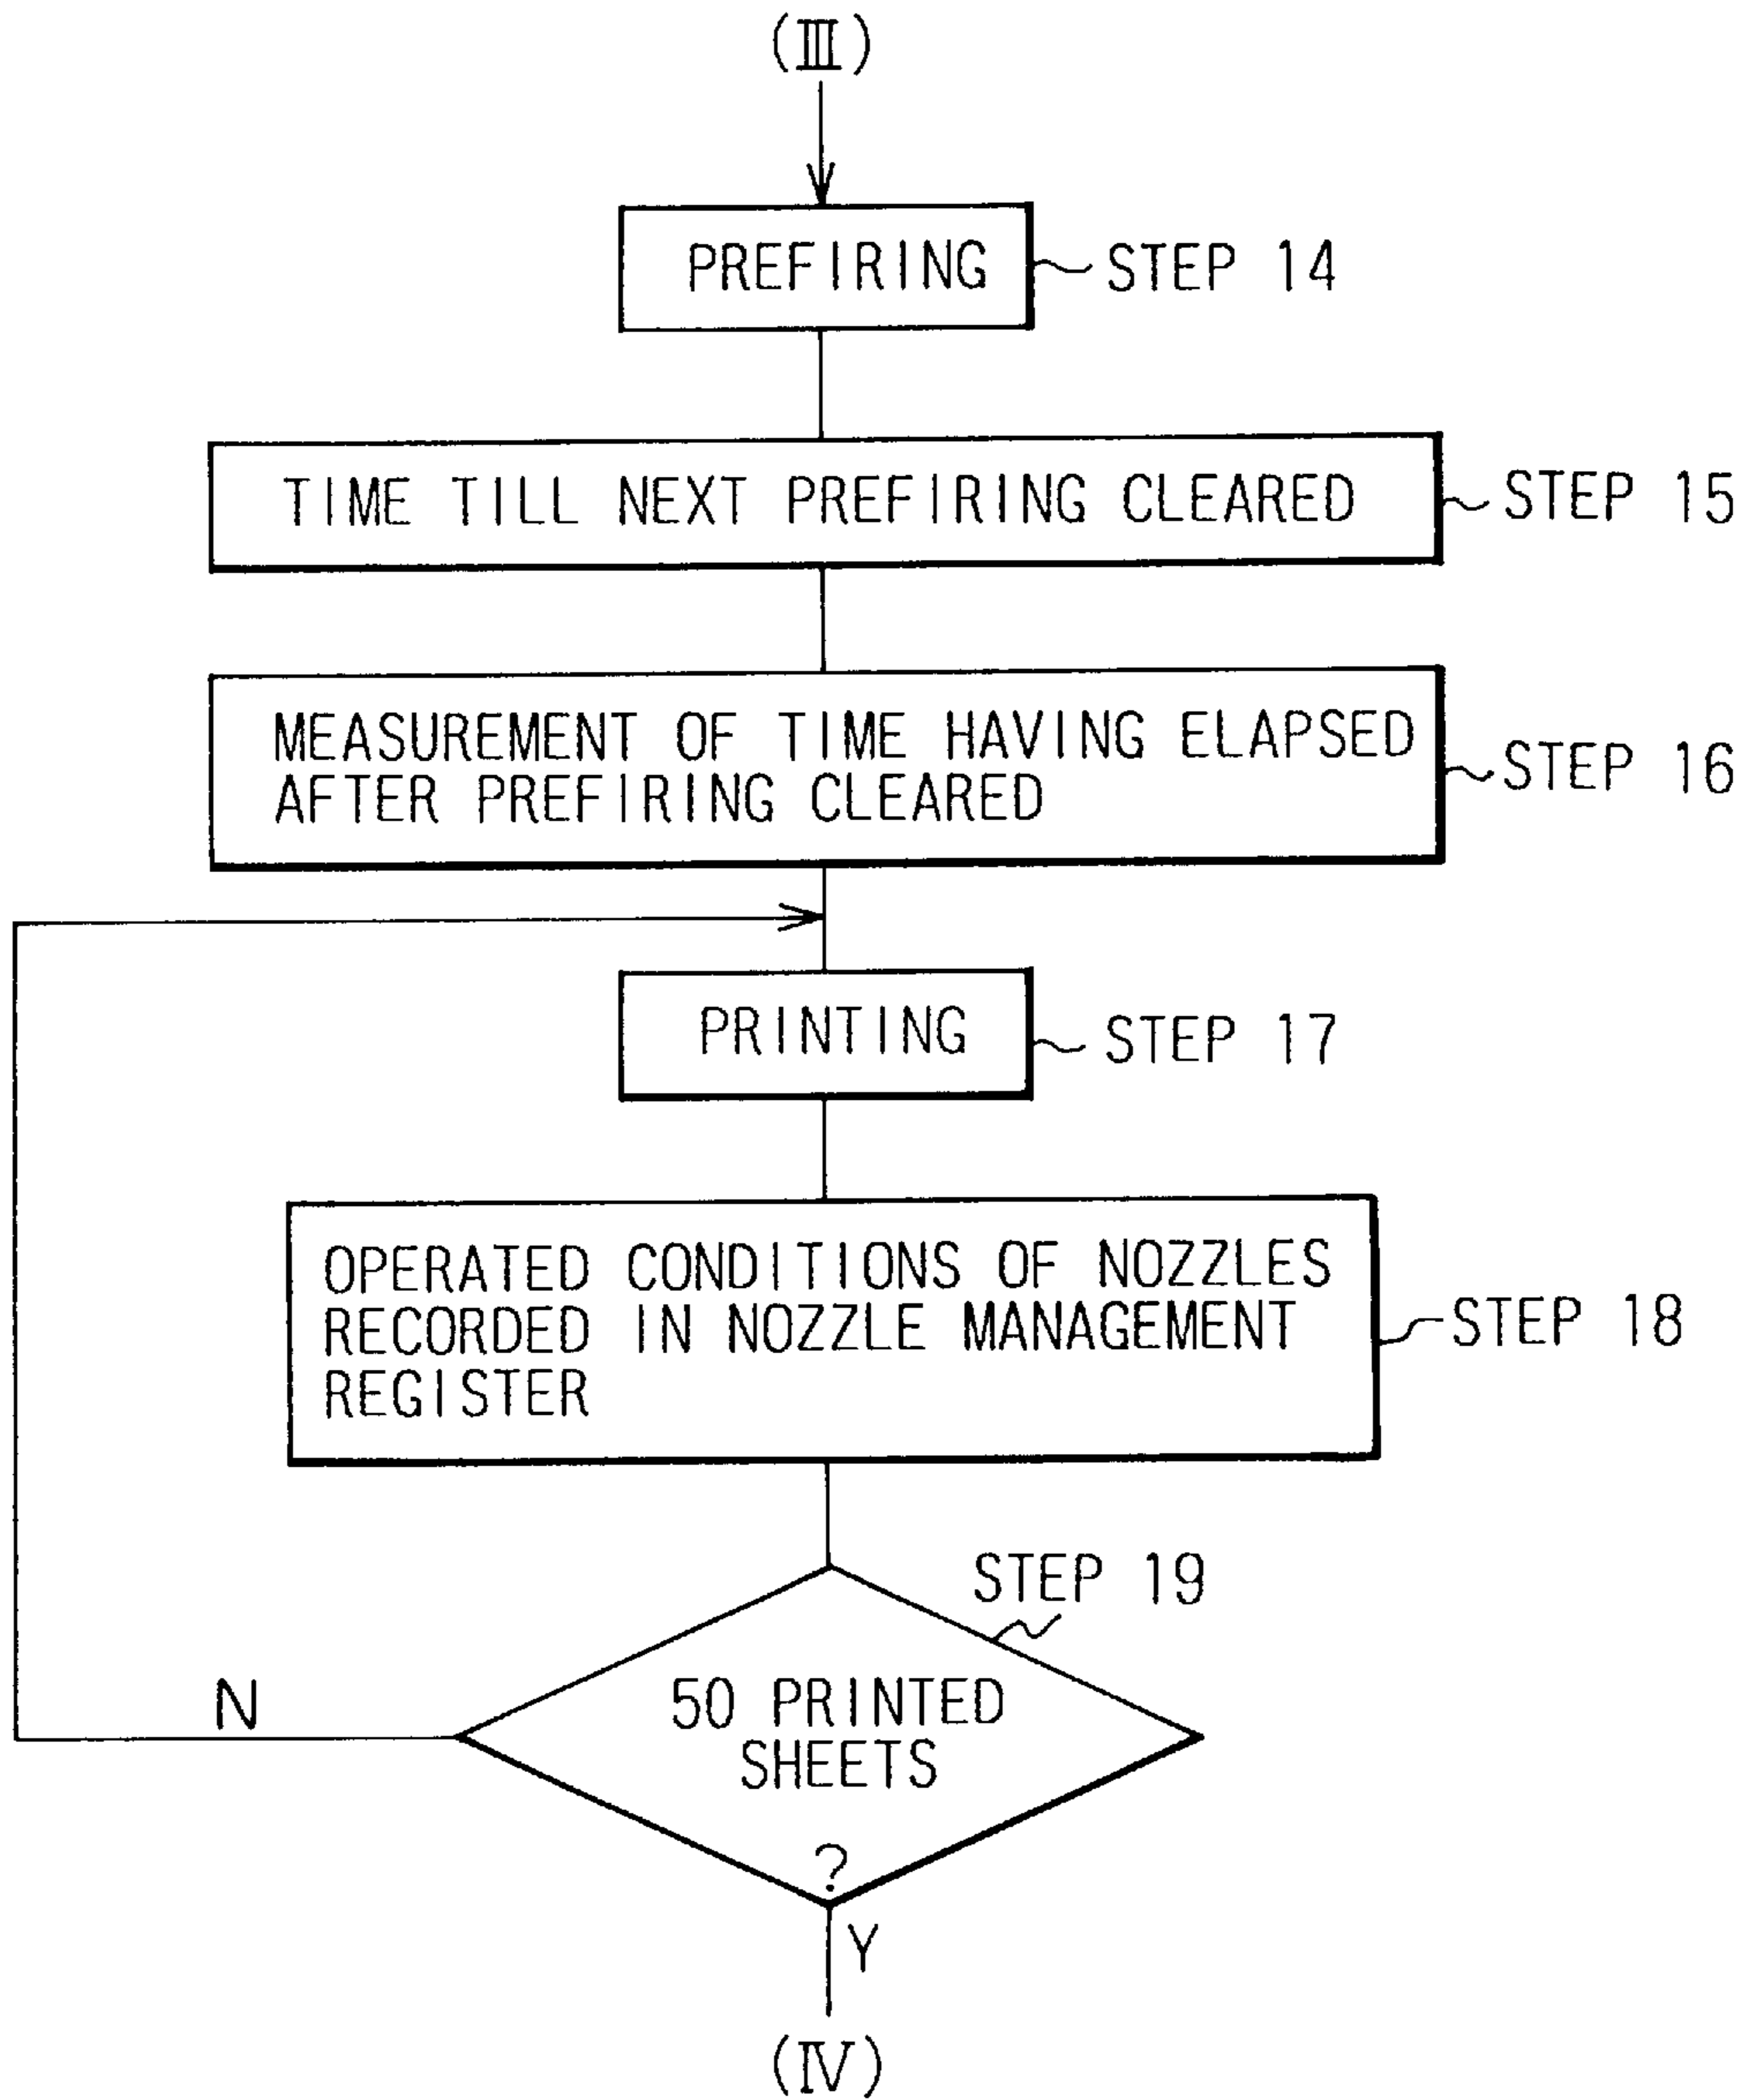 (III)
PREFIRING
STEP 14
TIME TILL NEXT PREFIRING CLEARED
STEP 15
MEASUREMENT OF TIME HAVING ELAPSED
AFTER PREFIRING CLEARED
STEP 16
PRINTING
STEP 17
OPERATED CONDITIONS OF NOZZLES
RECORDED IN NOZZLE MANAGEMENT
REGISTER
STEP 18
STEP 19
50 PRINTED
SHEETS
?
N
Y
(IV)